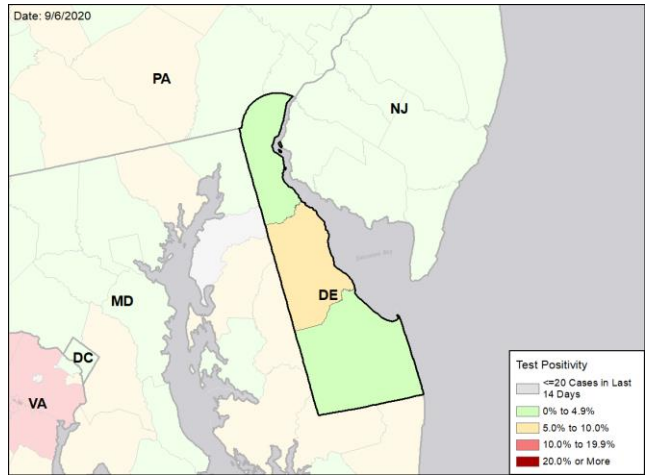 Date: 9/6/2020
PA
NJ
MD
DE
DC
VA
Test Positivity
<=20 Cases in Last
14 Days
0% to 4.9%
5.0% to 10.0%
10.0% to 19.9%
20.0% or More